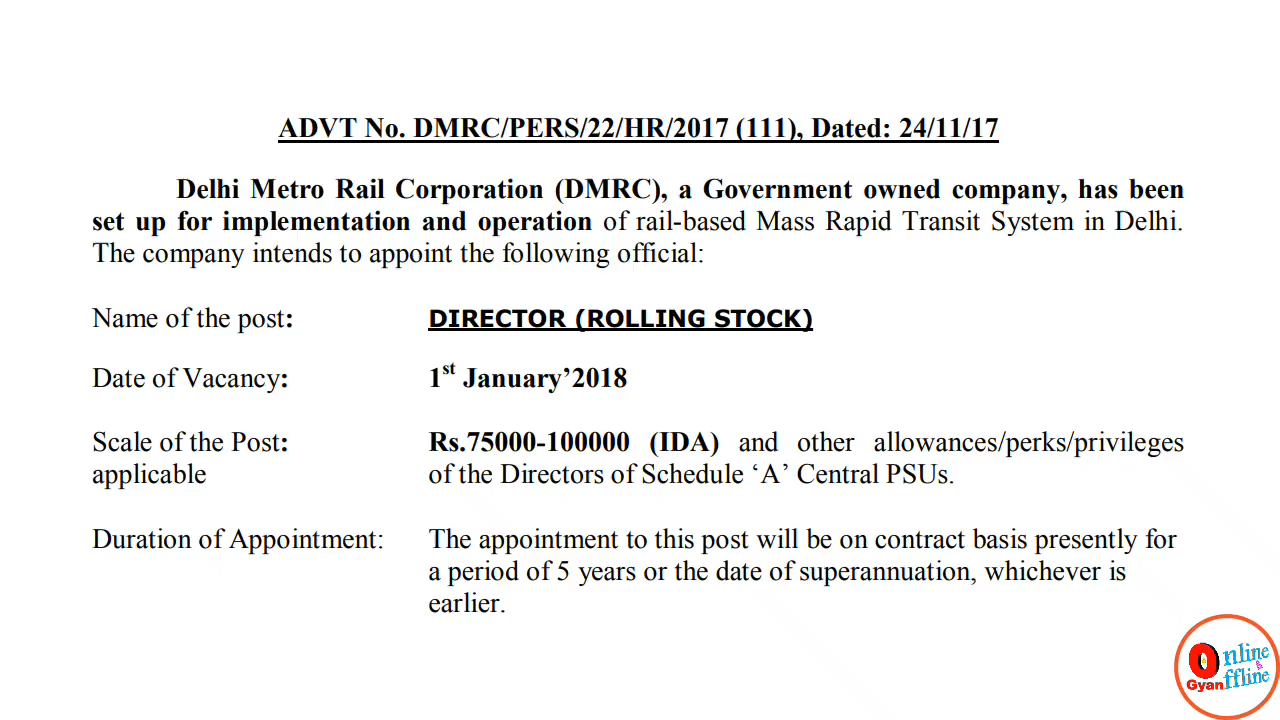 ADVT No. DMRC/PERS/22/HR/2017 (111), Dated: 24/11/17
Delhi Metro Rail Corporation (DMRC), a Government owned company, has been
set up for implementation and operation of rail-based Mass Rapid Transit System in Delhi.
The company intends to appoint the following official:
Name of the post: DIRECTOR (ROLLING STOCK)
Date of Vacancy: 1st January’2018
Scale of the Post: Rs.75000-100000 (IDA) and other allowances/perks/privileges
applicable of the Directors of Schedule ‘A’ Central PSUs.
Duration of Appointment: The appointment to this post will be on contract basis presently for
a period of 5 years or the date of superannuation, whichever is
earlier.
Online
&
Offline
Gyan